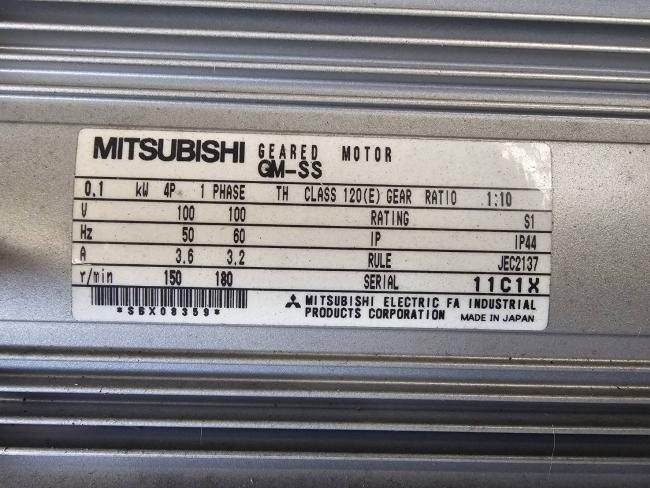 MITSUBISHI GEARED MOTOR
GM-SS
0.1 kW 4P 1 PHASE TH CLASS 120(E) GEAR RATIO 1:10
V 100 100 RATING S1
Hz 50 60 IP IP44
A 3.6 3.2 RULE JEC2137
r/min 150 180 SERIAL 11C1X
*SBX08359*
MITSUBISHI ELECTRIC FA INDUSTRIAL
PRODUCTS CORPORATION MADE IN JAPAN